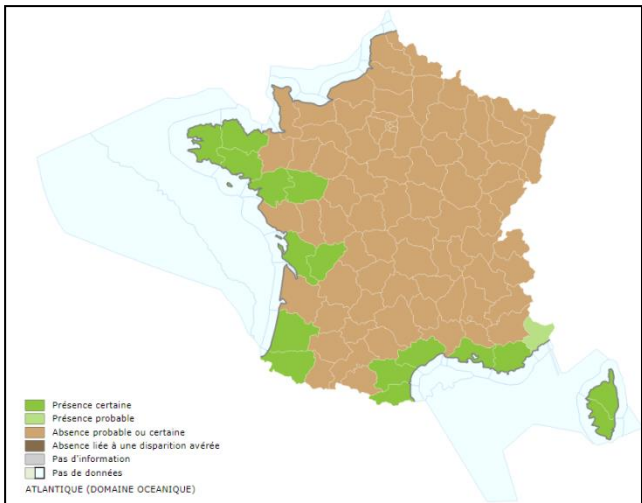 Présence certaine
Présence probable
Absence probable ou certaine
Absence liée à une disparition avérée
Pas d'information
Pas de données
ATLANTIQUE (DOMAINE OCEANIQUE)